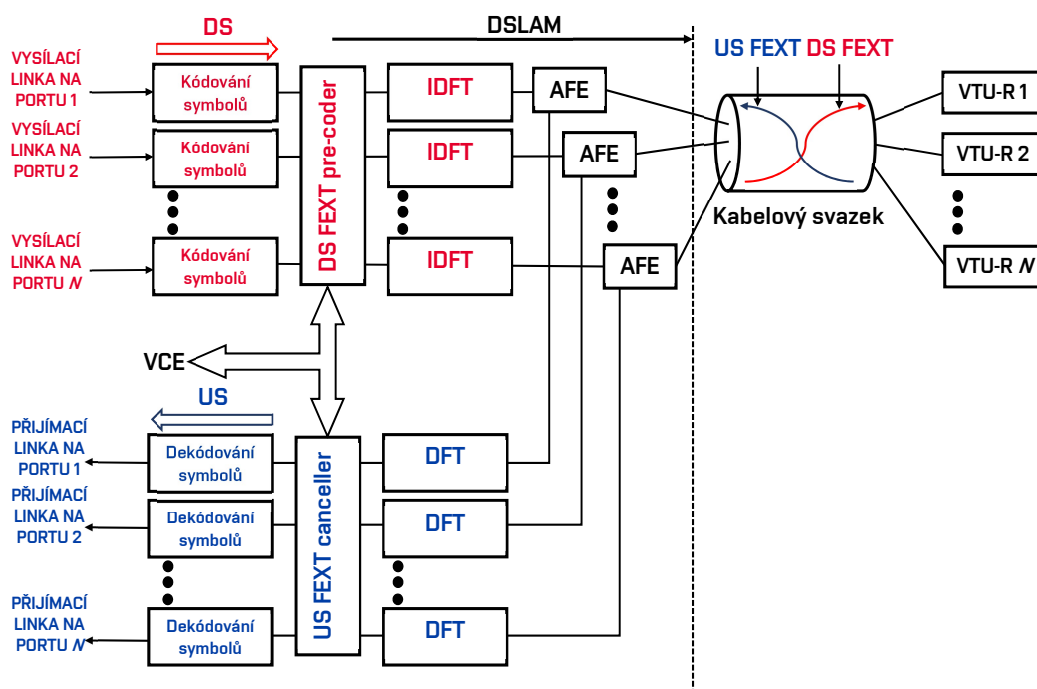 DS
DSLAM
US FEXT DS FEXT
VYSÍLACÍ
LINKA NA
PORTU 1
Kódování
symbolů
IDFT
AFE
VTU-R 1
VYSÍLACÍ
LINKA NA
PORTU 2
Kódování
symbolů
IDFT
AFE
VTU-R 2
DS FEXT pre-coder
Kabelový svazek
VYSÍLACÍ
LINKA NA
PORTU N
Kódování
symbolů
IDFT
AFE
VTU-R N
VCE
US
PŘIJÍMACÍ
LINKA NA
PORTU 1
Dekódování
symbolů
DFT
PŘIJÍMACÍ
LINKA NA
PORTU 2
Dekódování
symbolů
DFT
US FEXT canceller
PŘIJÍMACÍ
LINKA NA
PORTU N
Dekódování
symbolů
DFT